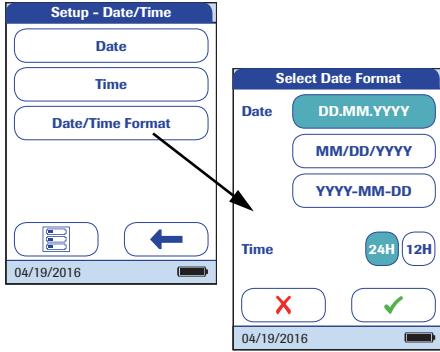 Setup - Date/Time
Date
Time
Date/Time Format
04/19/2016
Select Date Format
Date DD.MM.YYYY
MM/DD/YYYY
YYYY-MM-DD
Time 24H 12H
04/19/2016